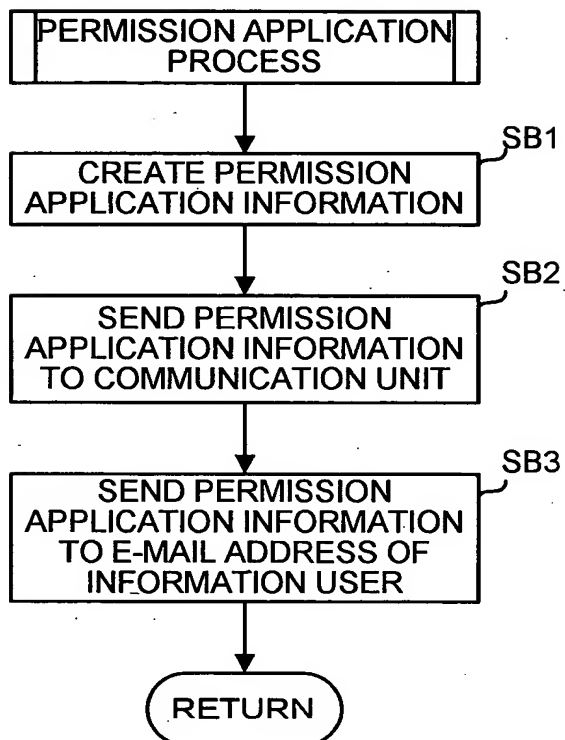 PERMISSION APPLICATION
PROCESS
SB1
CREATE PERMISSION
APPLICATION INFORMATION
SB2
SEND PERMISSION
APPLICATION INFORMATION
TO COMMUNICATION UNIT
SB3
SEND PERMISSION
APPLICATION INFORMATION
TO E-MAIL ADDRESS OF
INFORMATION USER
RETURN